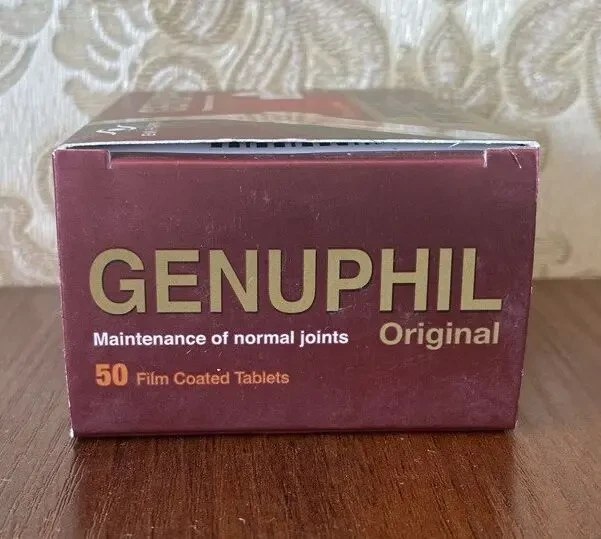 GENUPHIL
Maintenance of normal joints
Original
50 Film Coated Tablets